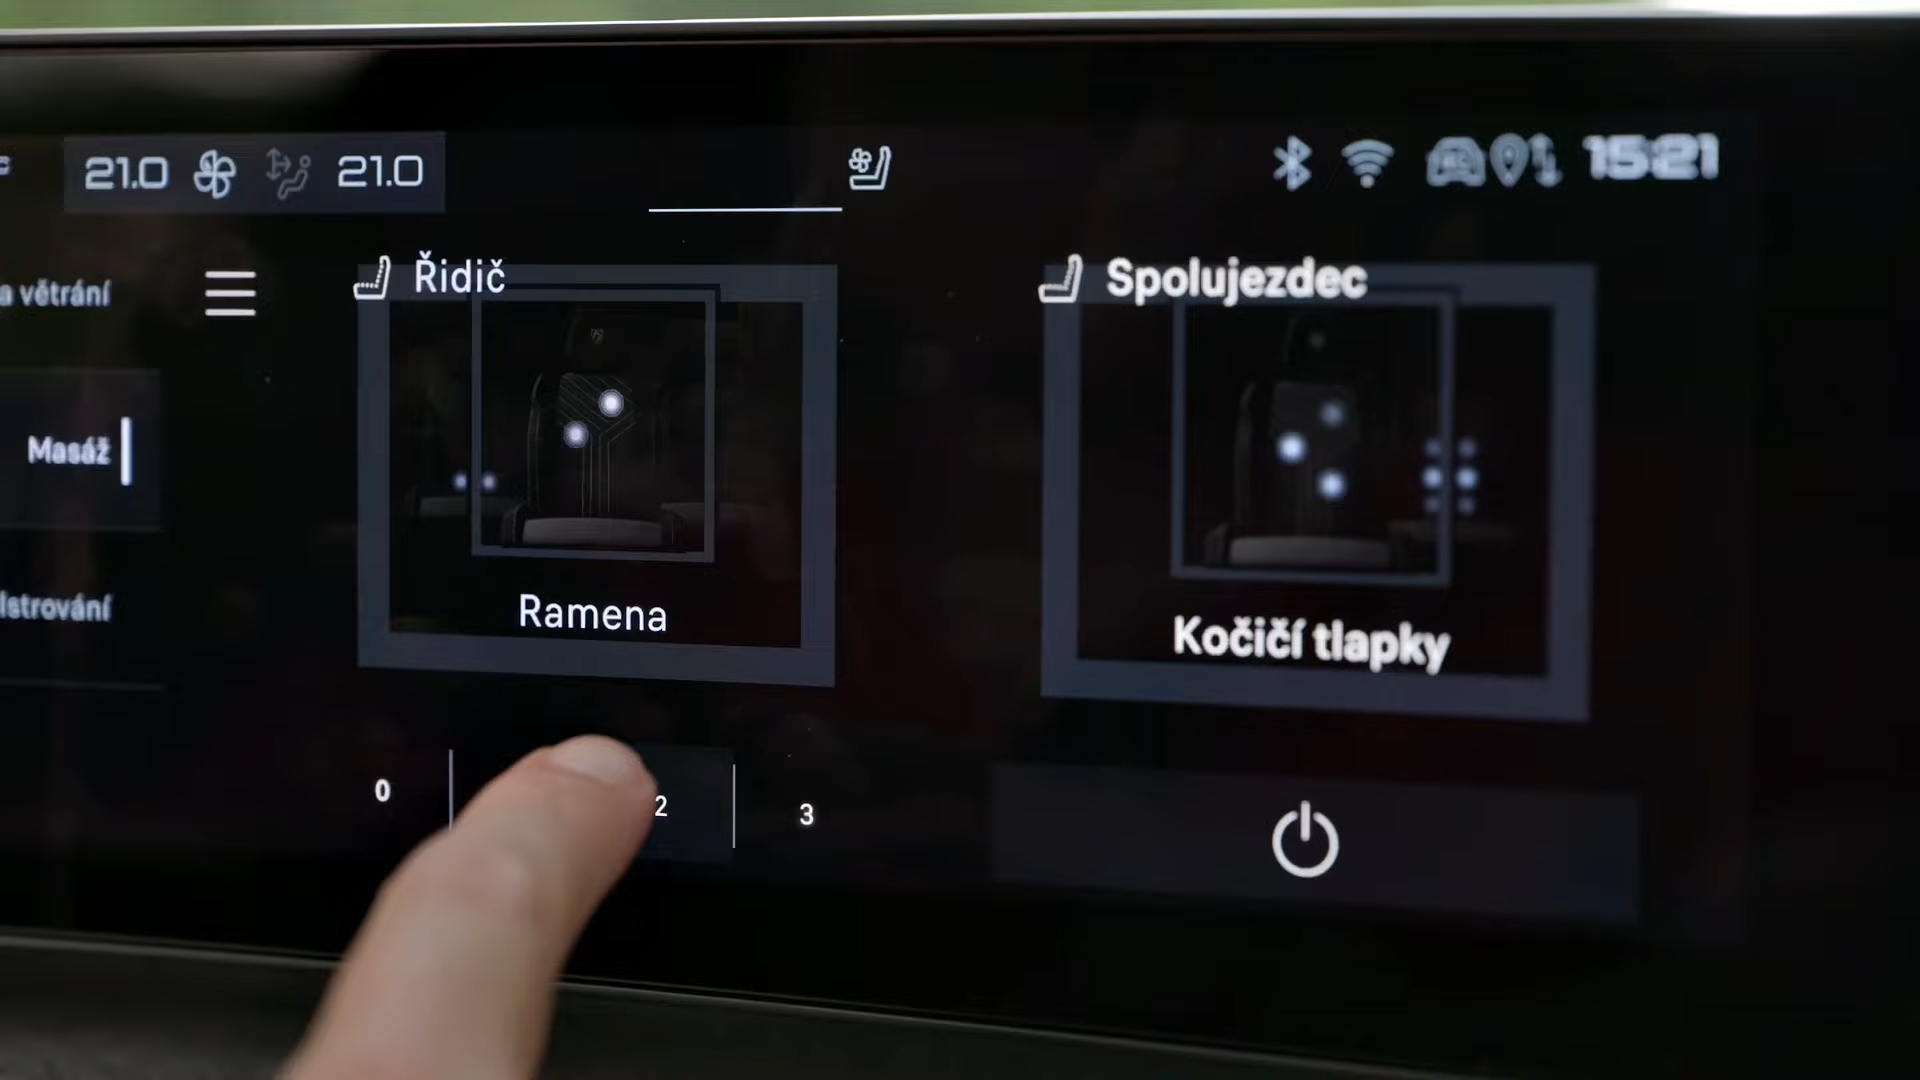 21.0 21.0 15:21
a větrání
Řidič
Spolujezdec
Masáž
lstrování
Ramena
Kočičí tlapky
0 2 3